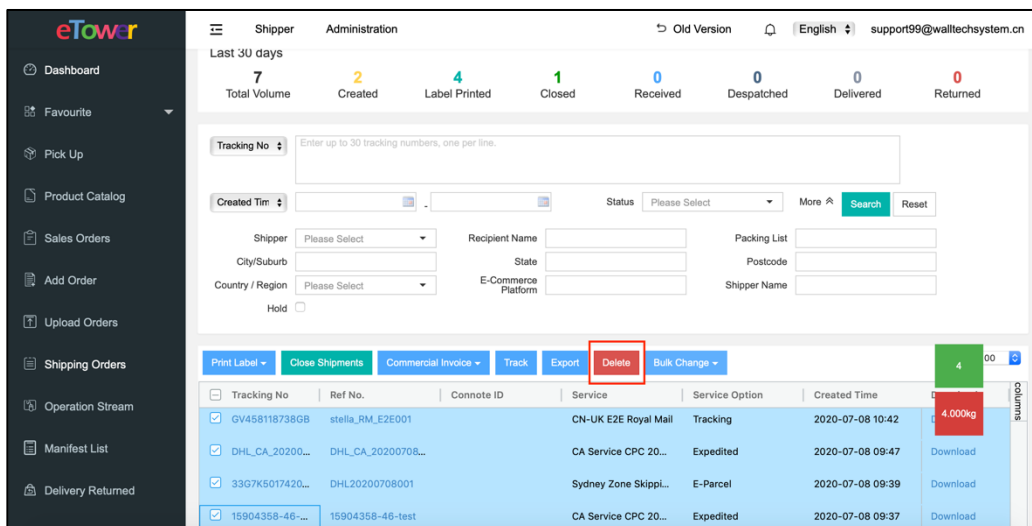 eTower
Shipper Administration Old Version English support99@walltechsystem.cn
Dashboard
Favourite
Pick Up
Product Catalog
Sales Orders
Add Order
Upload Orders
Shipping Orders
Operation Stream
Manifest List
Delivery Returned
Last 30 days
7 2 4 1 0 0 0 0
Total Volume Created Label Printed Closed Received Despatched Delivered Returned
Tracking No Enter up to 30 tracking numbers, one per line.
Created Tim - Status Please Select More Search Reset
Shipper Please Select Recipient Name Packing List
City/Suburb State Postcode
Country / Region Please Select E-Commerce Platform Shipper Name
Hold
Print Label Close Shipments Commercial Invoice Track Export Delete Bulk Change 4 00
Tracking No Ref No. Connote ID Service Service Option Created Time columns
4.000kg
GV458118738GB stella_RM_E2E001 CN-UK E2E Royal Mail Tracking 2020-07-08 10:42
DHL_CA_20200... DHL_CA_20200708... CA Service CPC 20... Expedited 2020-07-08 09:47 Download
33G7K5017420... DHL20200708001 Sydney Zone Skippi... E-Parcel 2020-07-08 09:39 Download
15904358-46-... 15904358-46-test CA Service CPC 20... Expedited 2020-07-08 09:37 Download